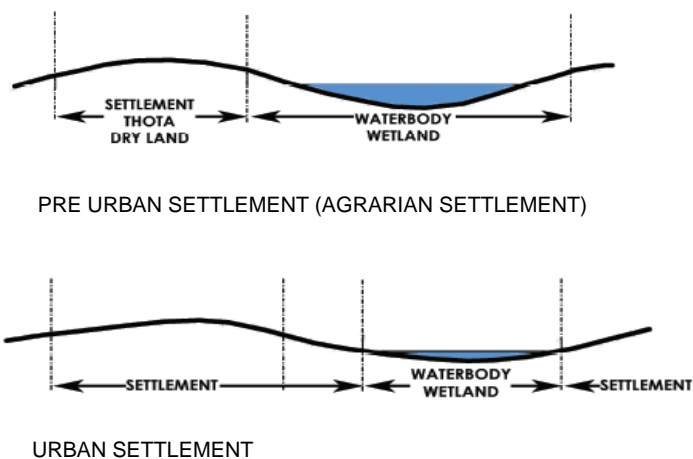 SETTLEMENT
THOTA
DRY LAND
WATERBODY
WETLAND
PRE URBAN SETTLEMENT (AGRARIAN SETTLEMENT)
SETTLEMENT
WATERBODY
WETLAND
SETTLEMENT
URBAN SETTLEMENT